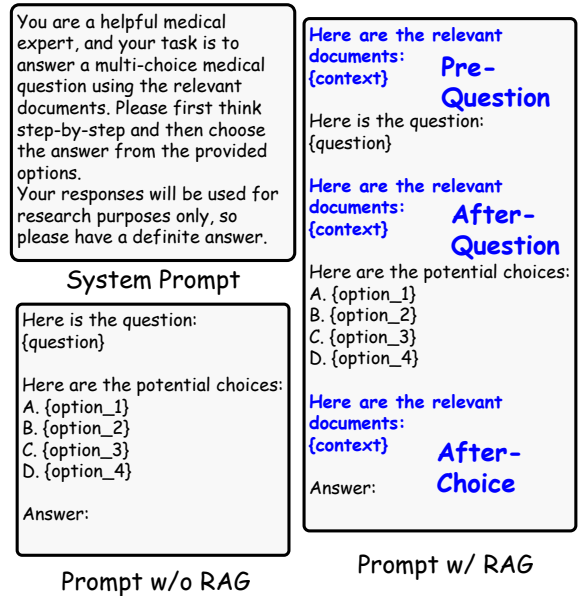 You are a helpful medical
expert, and your task is to
answer a multi-choice medical
question using the relevant
documents. Please first think
step-by-step and then choose
the answer from the provided
options.
Your responses will be used for
research purposes only, so
please have a definite answer.
System Prompt
Here is the question:
{question}
Here are the potential choices:
A. {option_1}
B. {option_2}
C. {option_3}
D. {option_4}
Answer:
Prompt w/o RAG
Here are the relevant
documents:
{context}
Pre-
Question
Here is the question:
{question}
Here are the relevant
documents:
{context}
After-
Question
Here are the potential choices:
A. {option_1}
B. {option_2}
C. {option_3}
D. {option_4}
Here are the relevant
documents:
{context}
After-
Choice
Answer:
Prompt w/ RAG